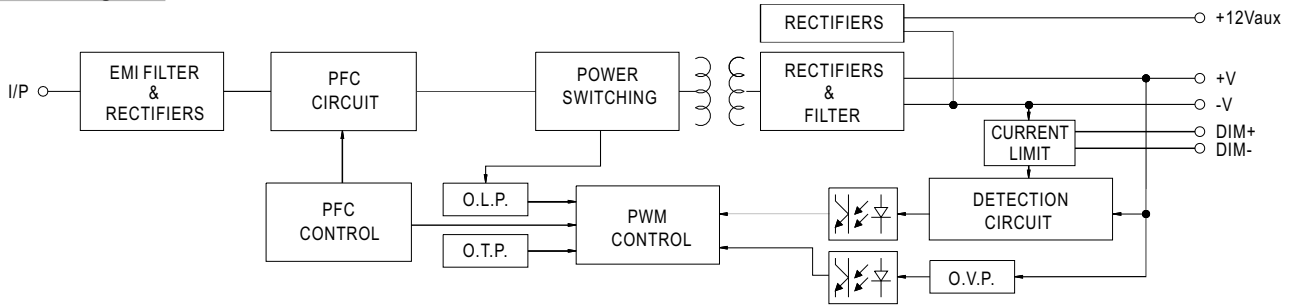 RECTIFIERS
+12Vaux
I/P
EMI FILTER
&
RECTIFIERS
PFC
CIRCUIT
POWER
SWITCHING
RECTIFIERS
&
FILTER
+V
-V
CURRENT
LIMIT
DIM+
DIM-
PFC
CONTROL
O.L.P.
O.T.P.
PWM
CONTROL
DETECTION
CIRCUIT
O.V.P.